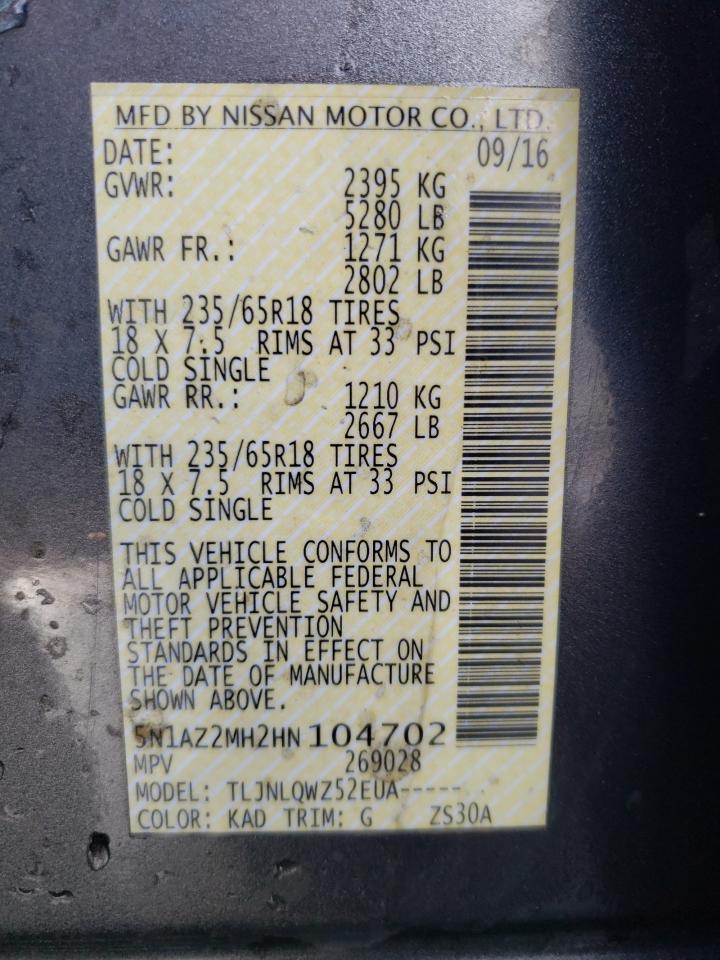 MFD BY NISSAN MOTOR CO., LTD.
DATE: 09/16
GVWR: 2395 KG
5280 LB
GAWR FR.: 1271 KG
2802 LB
WITH 235/65R18 TIRES
18 X 7.5 RIMS AT 33 PSI
COLD SINGLE
GAWR RR.: 1210 KG
2667 LB
WITH 235/65R18 TIRES
18 X 7.5 RIMS AT 33 PSI
COLD SINGLE
THIS VEHICLE CONFORMS TO
ALL APPLICABLE FEDERAL
MOTOR VEHICLE SAFETY AND
THEFT PREVENTION
STANDARDS IN EFFECT ON
THE DATE OF MANUFACTURE
SHOWN ABOVE.
5N1AZ2MH2HN104702
MPV 269028
MODEL: TLJNLQWZ52EUA-----
COLOR: KAD TRIM: G ZS30A